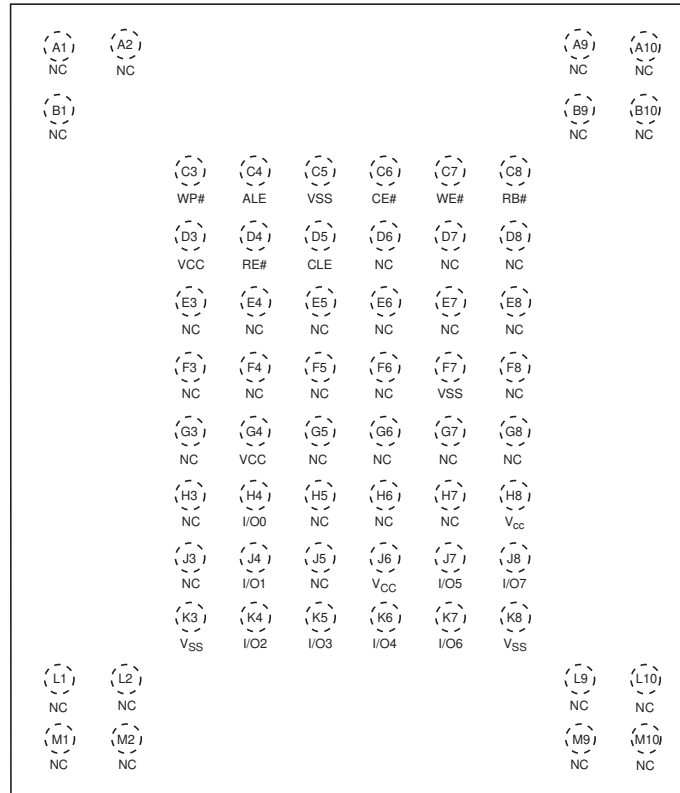 A1 A2 A9 A10
NC NC NC NC
B1 B9 B10
NC NC NC
C3 C4 C5 C6 C7 C8
WP# ALE VSS CE# WE# RB#
D3 D4 D5 D6 D7 D8
VCC RE# CLE NC NC NC
E3 E4 E5 E6 E7 E8
NC NC NC NC NC NC
F3 F4 F5 F6 F7 F8
NC NC NC NC VSS NC
G3 G4 G5 G6 G7 G8
NC VCC NC NC NC NC
H3 H4 H5 H6 H7 H8
NC I/O0 NC NC NC Vcc
J3 J4 J5 J6 J7 J8
NC I/O1 NC VCC I/O5 I/O7
K3 K4 K5 K6 K7 K8
VSS I/O2 I/O3 I/O4 I/O6 VSS
L1 L2 L9 L10
NC NC NC NC
M1 M2 M9 M10
NC NC NC NC